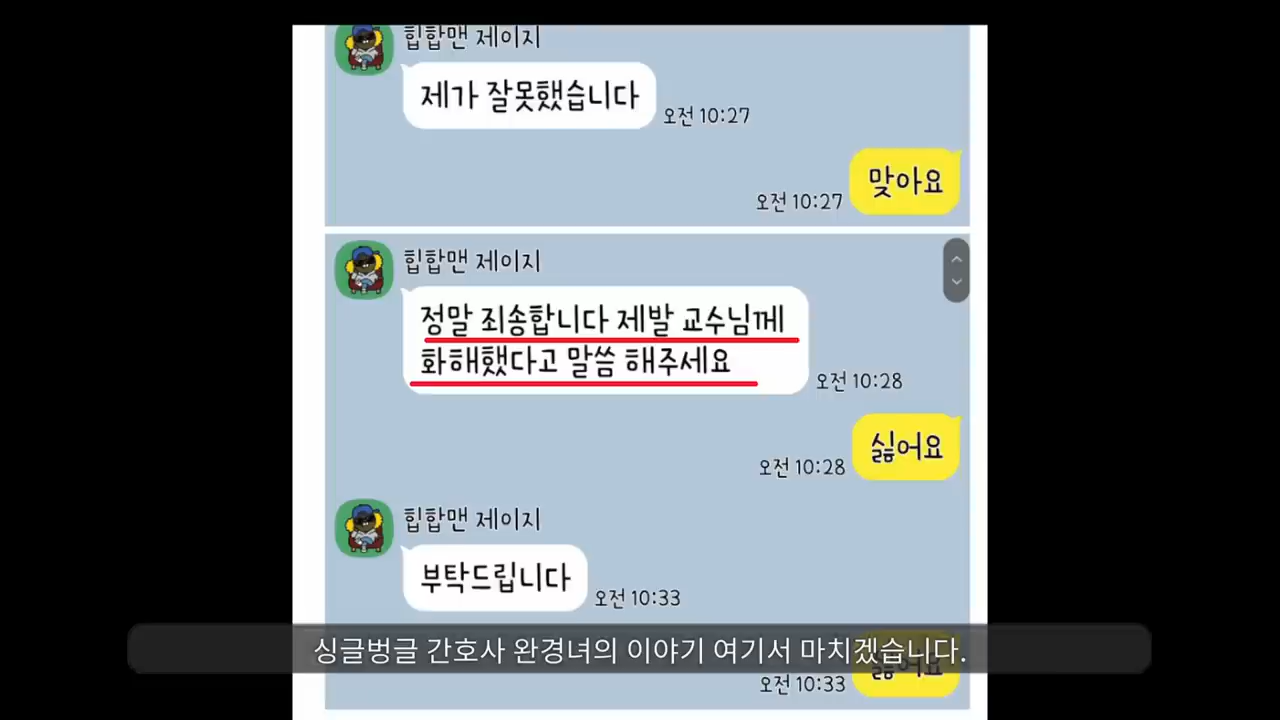 힙합맨 제이지
제가 잘못했습니다
오전 10:27
맞아요
오전 10:27
힙합맨 제이지
정말 죄송합니다 제발 교수님께
화해했다고 말씀 해주세요
오전 10:28
싫어요
오전 10:28
힙합맨 제이지
부탁드립니다
오전 10:33
싱글벙글 간호사 완경녀의 이야기 여기서 마치겠습니다.
싫어요
오전 10:33